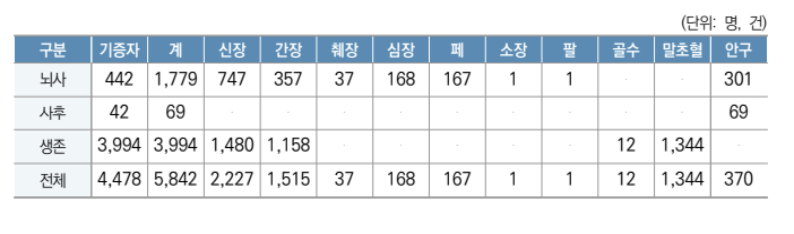 (단위: 명, 건)
구분 기증자 계 신장 간장 췌장 심장 폐 소장 팔 골수 말초혈 안구
뇌사 442 1,779 747 357 37 168 167 1 1 · · 301
사후 42 69 · · · · · · · · · 69
생존 3,994 3,994 1,480 1,158 · · · · · 12 1,344 ·
전체 4,478 5,842 2,227 1,515 37 168 167 1 1 12 1,344 370